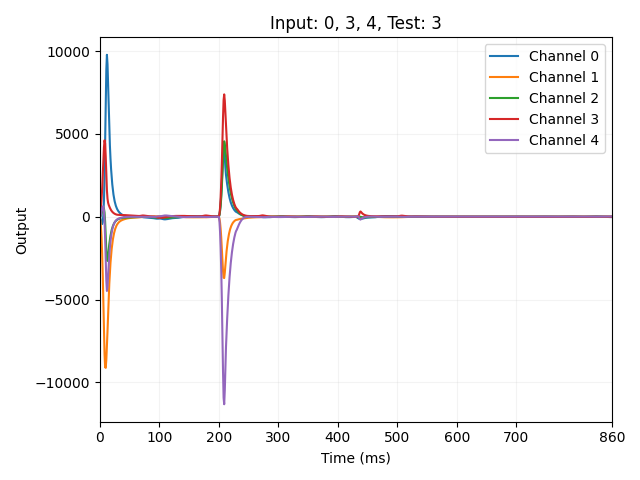 Input: 0, 3, 4, Test: 3
10000
5000
0
−5000
−10000
Output
Channel 0
Channel 1
Channel 2
Channel 3
Channel 4
0 100 200 300 400 500 600 700 860
Time (ms)